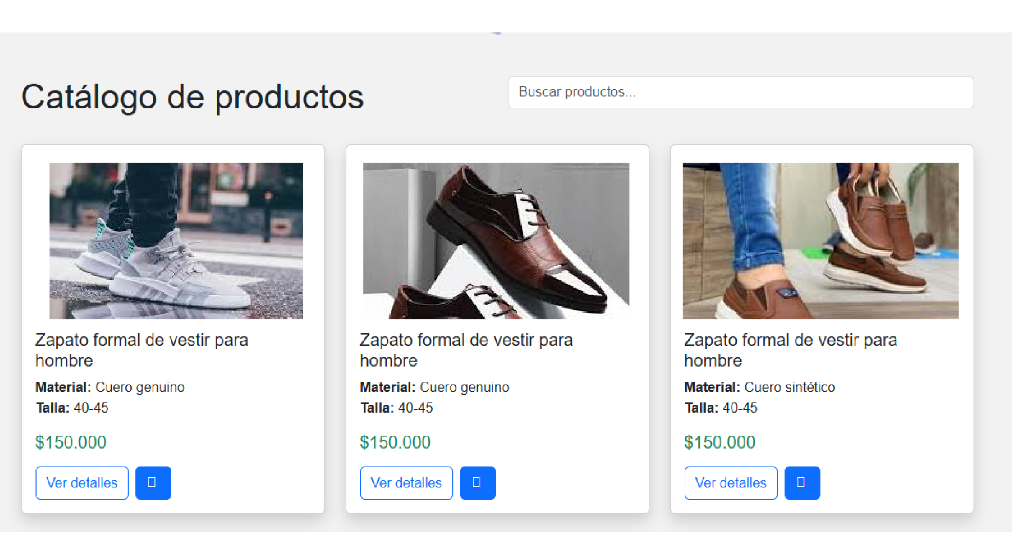 Catálogo de productos
Buscar productos...
Zapato formal de vestir para
hombre
Material: Cuero genuino
Talla: 40-45
$150.000
Ver detalles
Zapato formal de vestir para
hombre
Material: Cuero genuino
Talla: 40-45
$150.000
Ver detalles
Zapato formal de vestir para
hombre
Material: Cuero sintético
Talla: 40-45
$150.000
Ver detalles